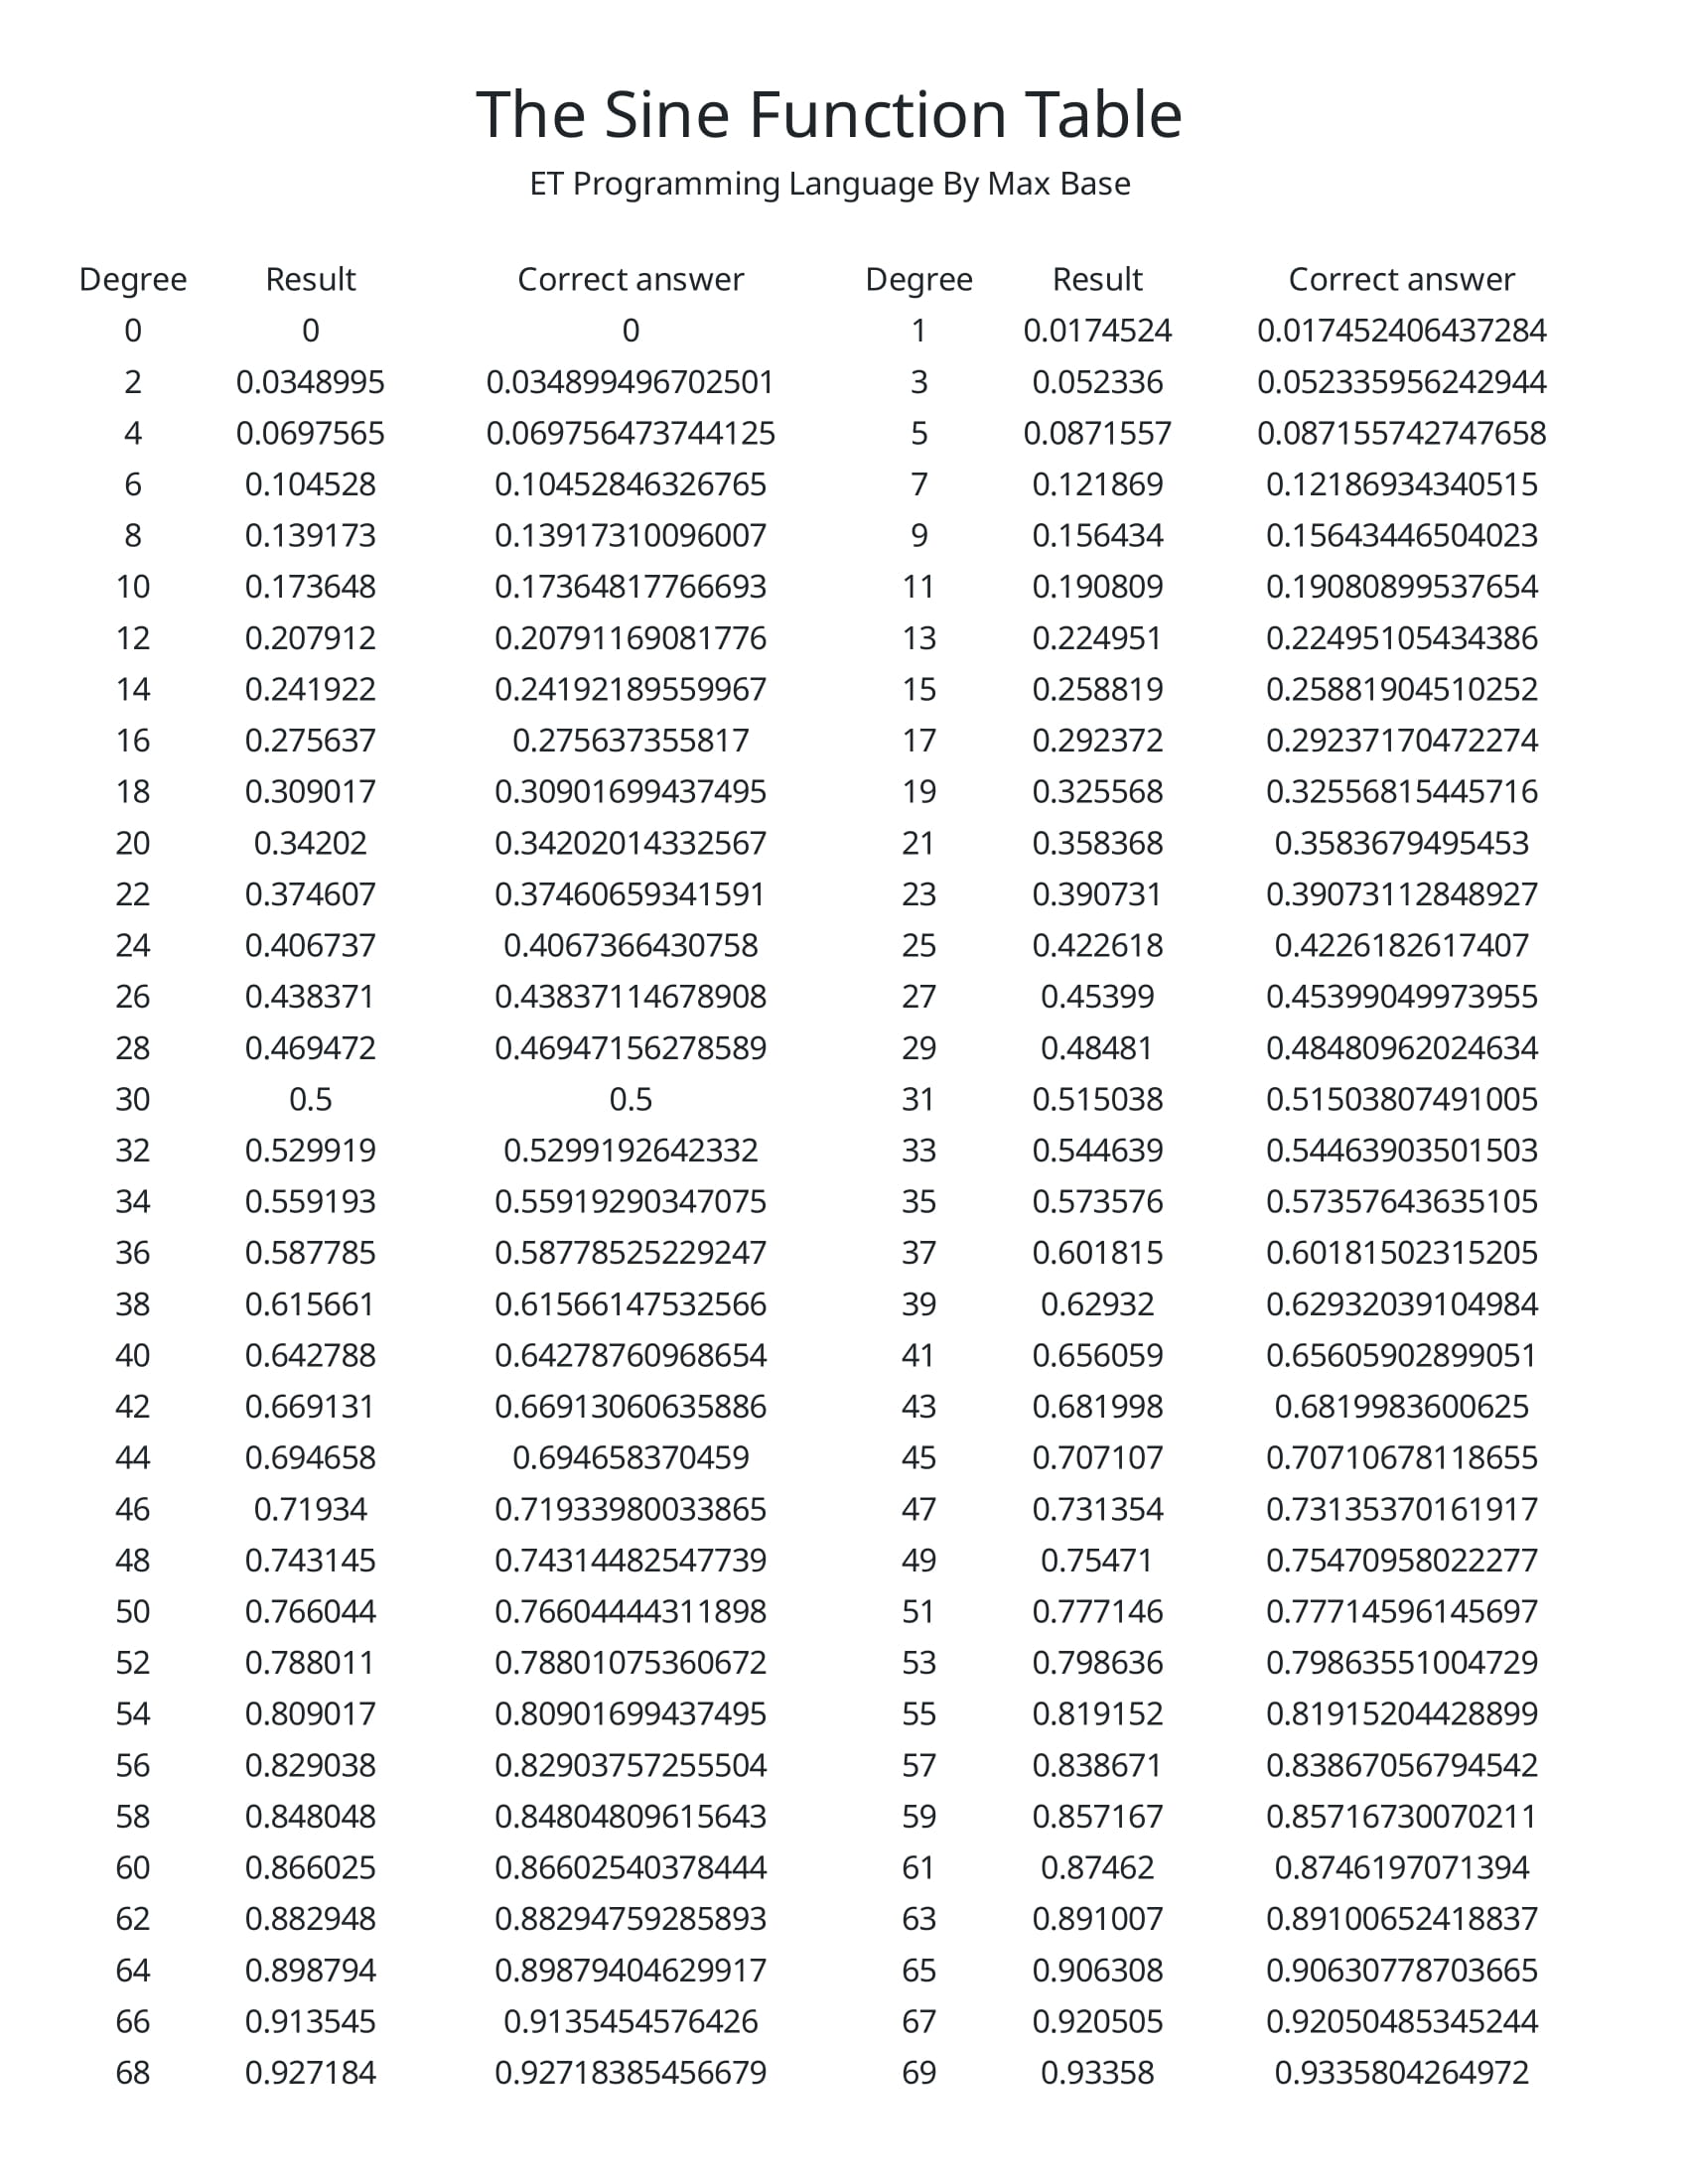 The Sine Function Table
ET Programming Language By Max Base
Degree Result Correct answer Degree Result Correct answer
0 0 0 1 0.0174524 0.017452406437284
2 0.0348995 0.034899496702501 3 0.052336 0.052335956242944
4 0.0697565 0.069756473744125 5 0.0871557 0.087155742747658
6 0.104528 0.10452846326765 7 0.121869 0.12186934340515
8 0.139173 0.13917310096007 9 0.156434 0.15643446504023
10 0.173648 0.17364817766693 11 0.190809 0.19080899537654
12 0.207912 0.20791169081776 13 0.224951 0.22495105434386
14 0.241922 0.24192189559967 15 0.258819 0.25881904510252
16 0.275637 0.275637355817 17 0.292372 0.29237170472274
18 0.309017 0.30901699437495 19 0.325568 0.32556815445716
20 0.34202 0.34202014332567 21 0.358368 0.3583679495453
22 0.374607 0.37460659341591 23 0.390731 0.39073112848927
24 0.406737 0.4067366430758 25 0.422618 0.4226182617407
26 0.438371 0.43837114678908 27 0.45399 0.45399049973955
28 0.469472 0.46947156278589 29 0.48481 0.48480962024634
30 0.5 0.5 31 0.515038 0.51503807491005
32 0.529919 0.5299192642332 33 0.544639 0.54463903501503
34 0.559193 0.55919290347075 35 0.573576 0.57357643635105
36 0.587785 0.58778525229247 37 0.601815 0.60181502315205
38 0.615661 0.61566147532566 39 0.62932 0.62932039104984
40 0.642788 0.64278760968654 41 0.656059 0.65605902899051
42 0.669131 0.66913060635886 43 0.681998 0.6819983600625
44 0.694658 0.694658370459 45 0.707107 0.70710678118655
46 0.71934 0.71933980033865 47 0.731354 0.73135370161917
48 0.743145 0.74314482547739 49 0.75471 0.75470958022277
50 0.766044 0.76604444311898 51 0.777146 0.77714596145697
52 0.788011 0.78801075360672 53 0.798636 0.79863551004729
54 0.809017 0.80901699437495 55 0.819152 0.81915204428899
56 0.829038 0.82903757255504 57 0.838671 0.83867056794542
58 0.848048 0.84804809615643 59 0.857167 0.85716730070211
60 0.866025 0.86602540378444 61 0.87462 0.8746197071394
62 0.882948 0.88294759285893 63 0.891007 0.89100652418837
64 0.898794 0.89879404629917 65 0.906308 0.90630778703665
66 0.913545 0.9135454576426 67 0.920505 0.92050485345244
68 0.927184 0.92718385456679 69 0.93358 0.9335804264972